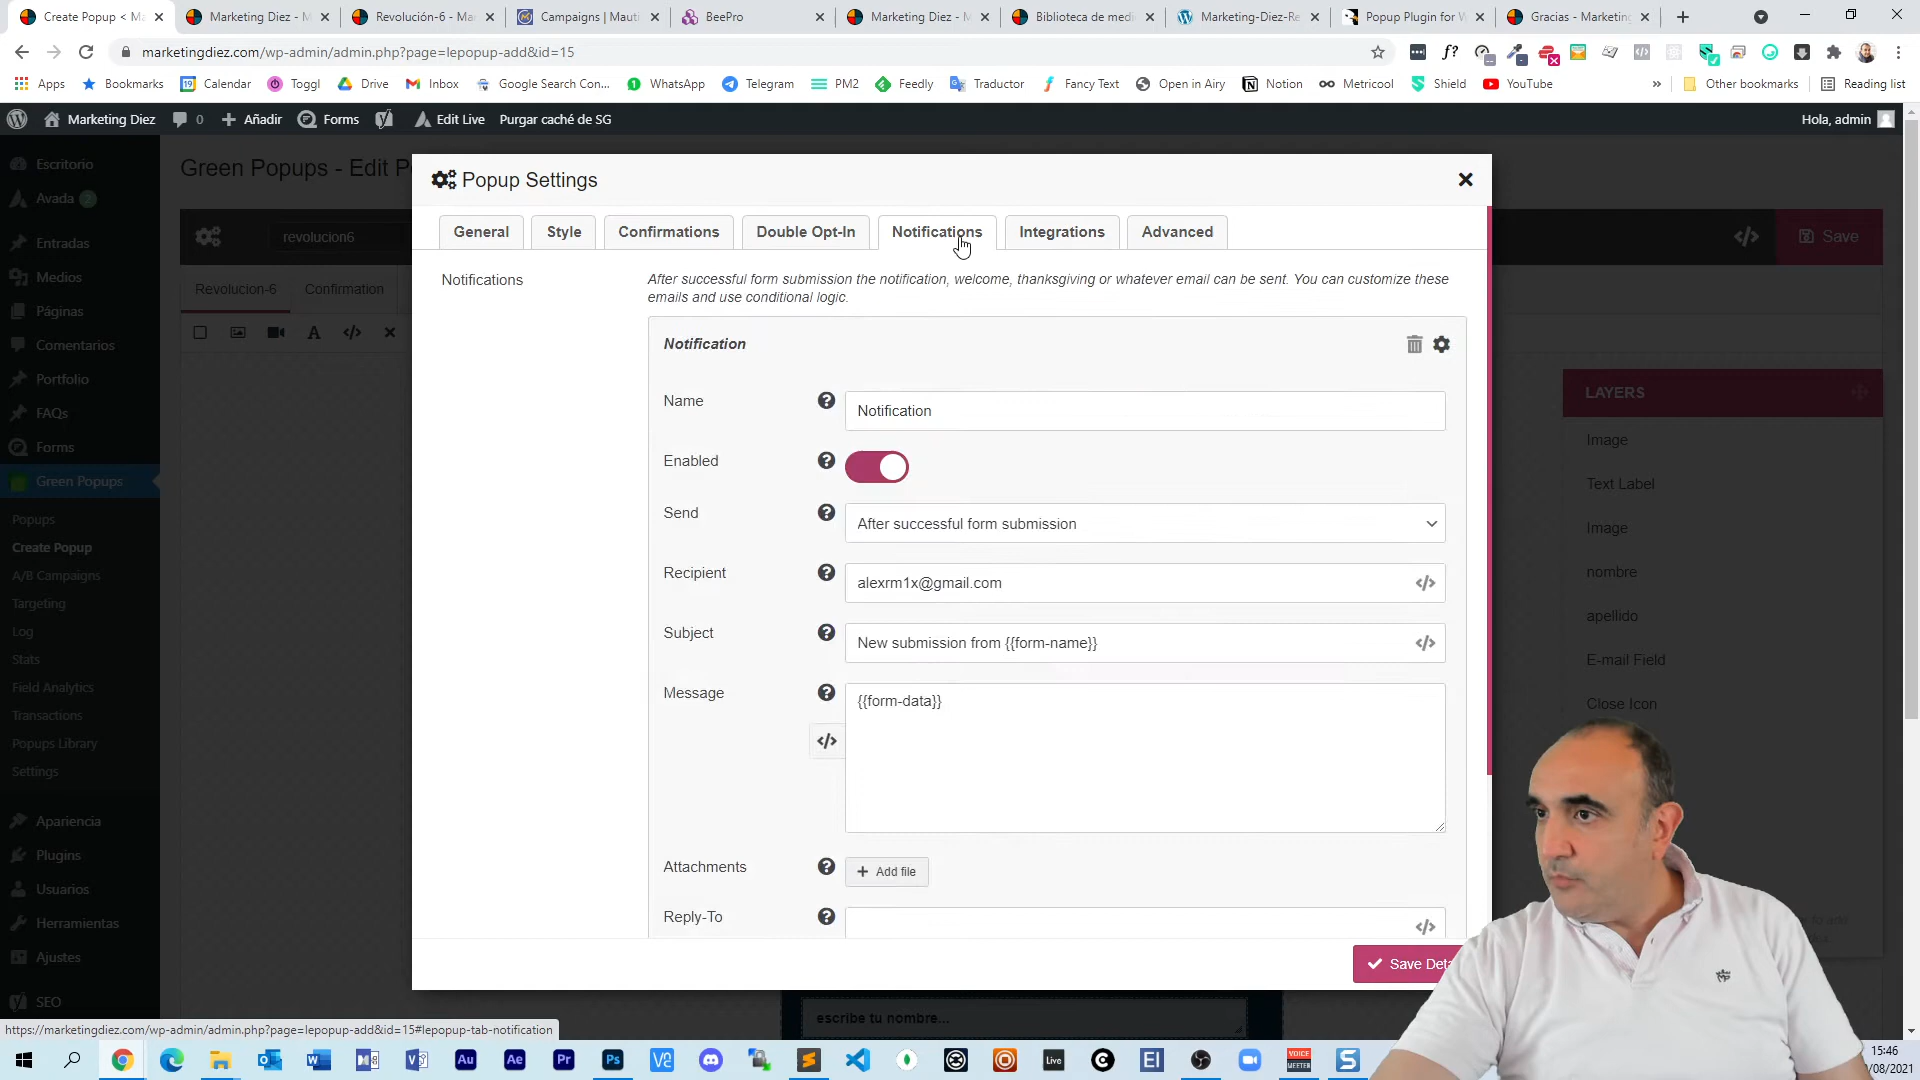 Create Popup < Ma
Marketing Diez - M
Revolución-6 - Ma
Campaigns | Mauti
BeePro
Marketing Diez - M
Biblioteca de medi
Marketing-Diez-Re
Popup Plugin for W
Gracias - Marketing
marketingdiez.com/wp-admin/admin.php?page=lepopup-add&id=15
Apps
Bookmarks
Calendar
Toggl
Drive
Inbox
Google Search Con...
WhatsApp
Telegram
PM2
Feedly
Traductor
Fancy Text
Open in Airy
Notion
Metricool
Shield
YouTube
»
Other bookmarks
Reading list
Marketing Diez
0
Añadir
Forms
Edit Live
Purgar caché de SG
Hola, admin
Escritorio
Avada 2
Entradas
Medios
Páginas
Comentarios
Portfolio
FAQs
Forms
Green Popups
Popups
Create Popup
A/B Campaigns
Targeting
Log
Stats
Field Analytics
Transactions
Popups Library
Settings
Apariencia
Plugins
Usuarios
Herramientas
Ajustes
SEO
Green Popups - Edit P
revolucion6
Save
Revolucion-6
Confirmation
Popup Settings
General
Style
Confirmations
Double Opt-In
Notifications
Integrations
Advanced
Notifications
After successful form submission the notification, welcome, thanksgiving or whatever email can be sent. You can customize these
emails and use conditional logic.
Notification
Name
Notification
Enabled
Send
After successful form submission
Recipient
alexrm1x@gmail.com
Subject
New submission from {{form-name}}
Message
{{form-data}}
Attachments
Add file
Reply-To
Save Deta
LAYERS
Image
Text Label
Image
nombre
apellido
E-mail Field
Close Icon
escribe tu nombre...
https://marketingdiez.com/wp-admin/admin.php?page=lepopup-add&id=15#lepopup-tab-notification
15:46
/08/2021